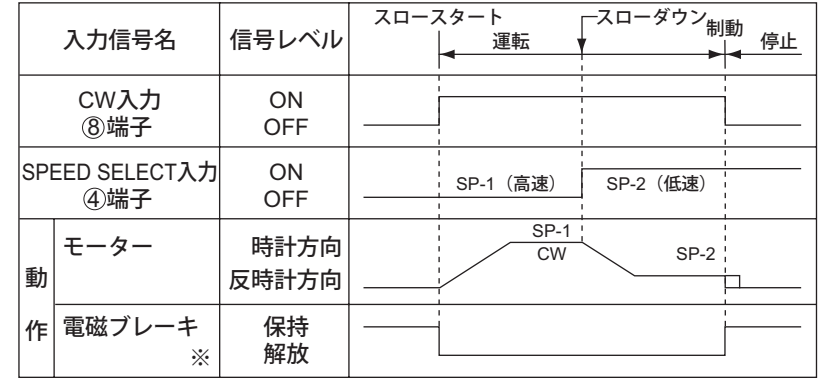 入力信号名
信号レベル
スロースタート
スローダウン
制動
運転
停止
CW入力
⑧端子
ON
OFF
SPEED SELECT入力
④端子
ON
OFF
SP-1（高速）
SP-2（低速）
動作
モーター
時計方向
反時計方向
SP-1
CW
SP-2
電磁ブレーキ
※
保持
解放